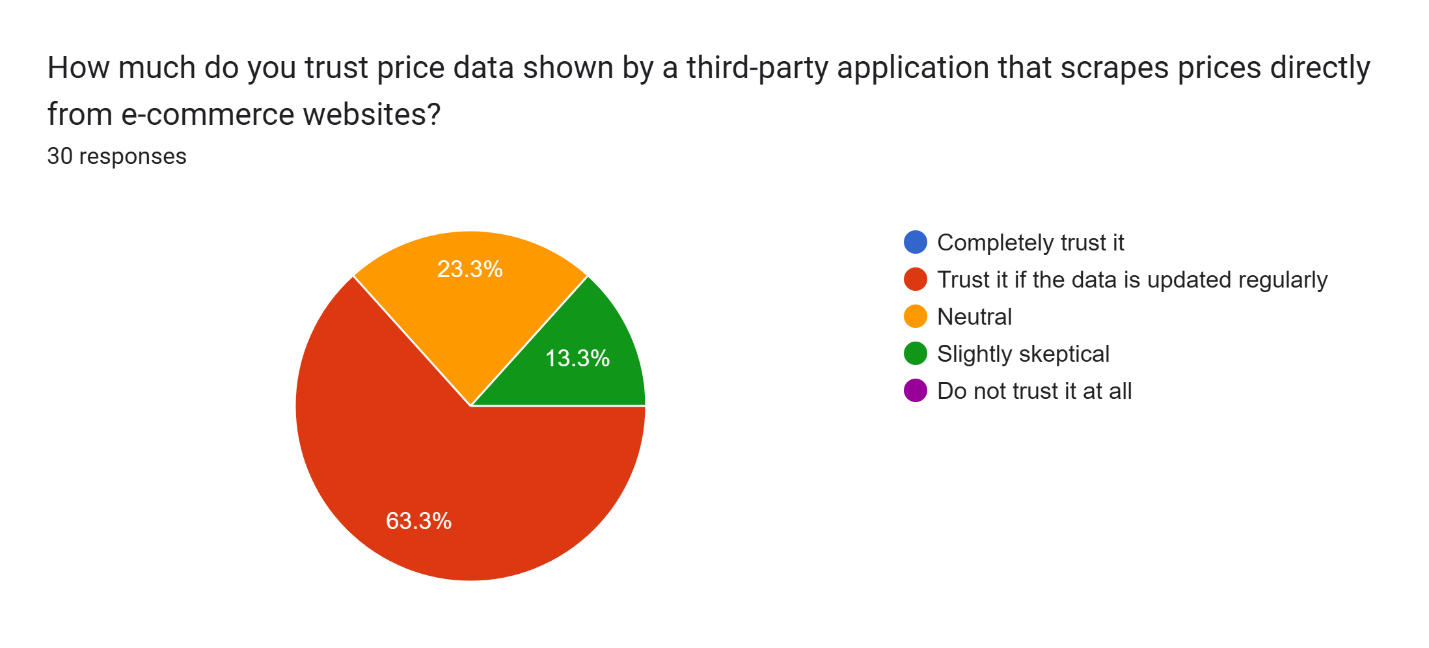 How much do you trust price data shown by a third-party application that scrapes prices directly
from e-commerce websites?
30 responses
23.3%
13.3%
63.3%
Completely trust it
Trust it if the data is updated regularly
Neutral
Slightly skeptical
Do not trust it at all